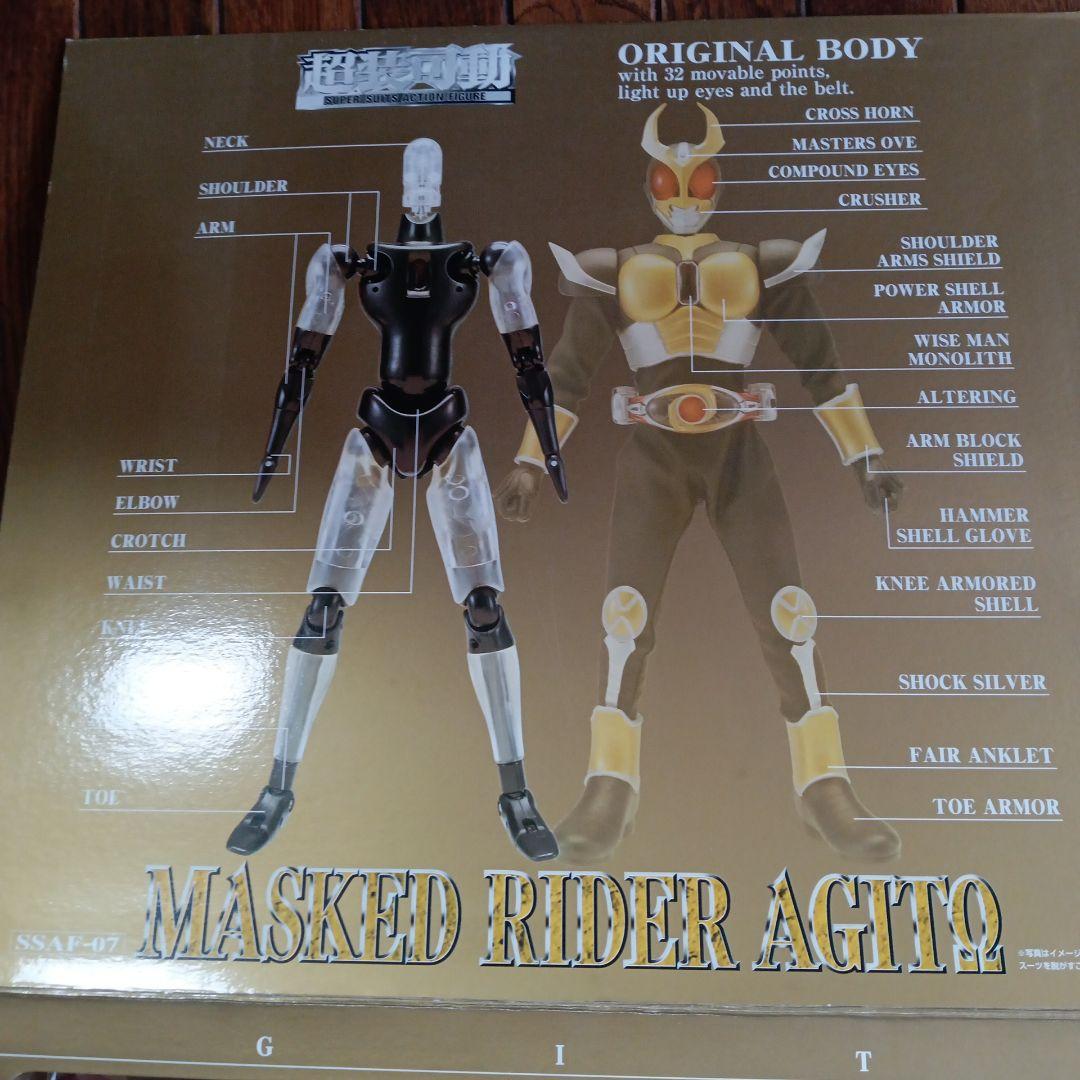 超装可動
SUPER SUITS ACTION FIGURE
ORIGINAL BODY
with 32 movable points,
light up eyes and the belt.
NECK
SHOULDER
ARM
WRIST
ELBOW
CROTCH
WAIST
KNEE
TOE
CROSS HORN
MASTERS OVE
COMPOUND EYES
CRUSHER
SHOULDER
ARMS SHIELD
POWER SHELL
ARMOR
WISE MAN
MONOLITH
ALTERING
ARM BLOCK
SHIELD
HAMMER
SHELL GLOVE
KNEE ARMORED
SHELL
SHOCK SILVER
FAIR ANKLET
TOE ARMOR
MASKED RIDER AGITΩ
SSAF-07
※写真はイメージ
スーツを脱がすこ
G I T